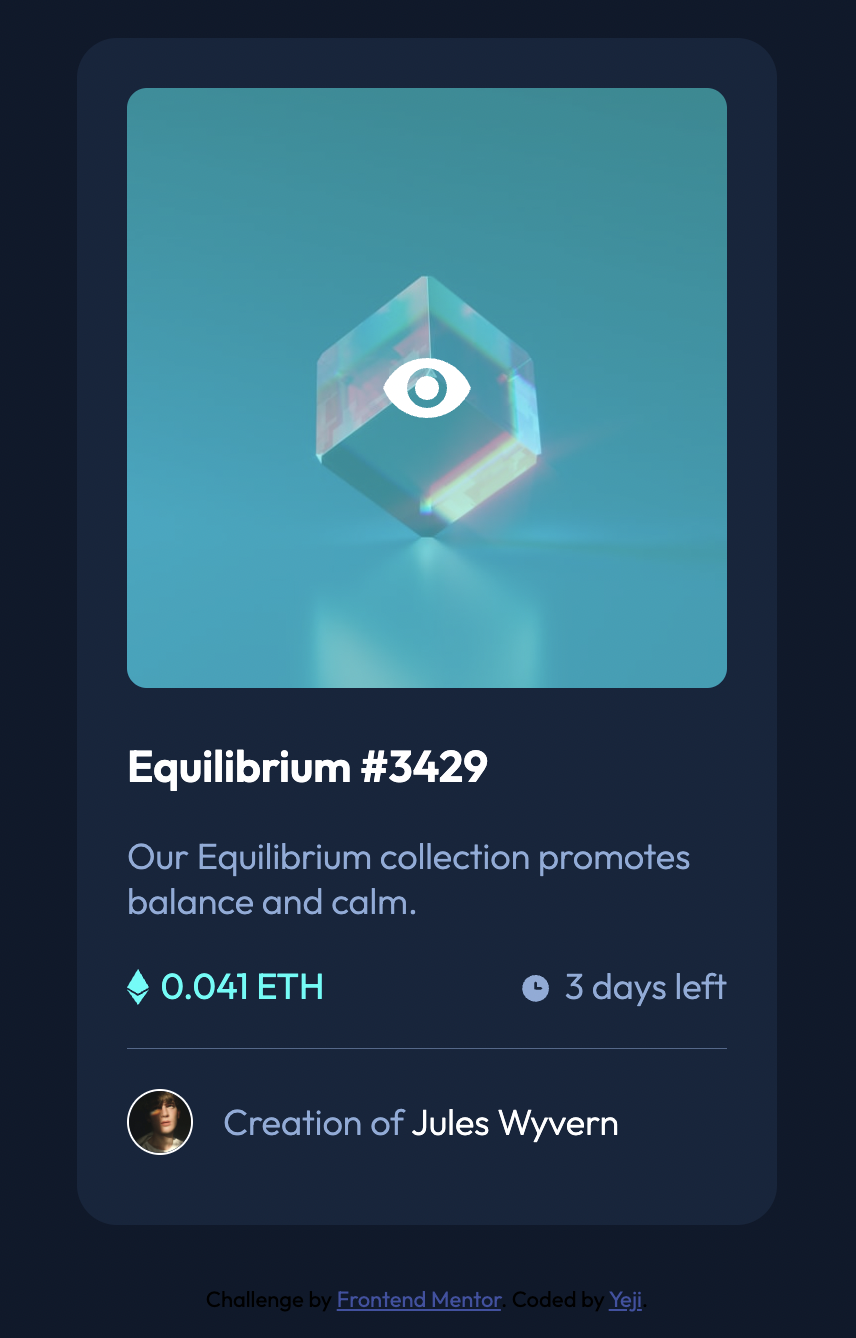 Equilibrium #3429
Our Equilibrium collection promotes
balance and calm.
0.041 ETH
3 days left
Creation of Jules Wyvern
Challenge by Frontend Mentor. Coded by Yeji.